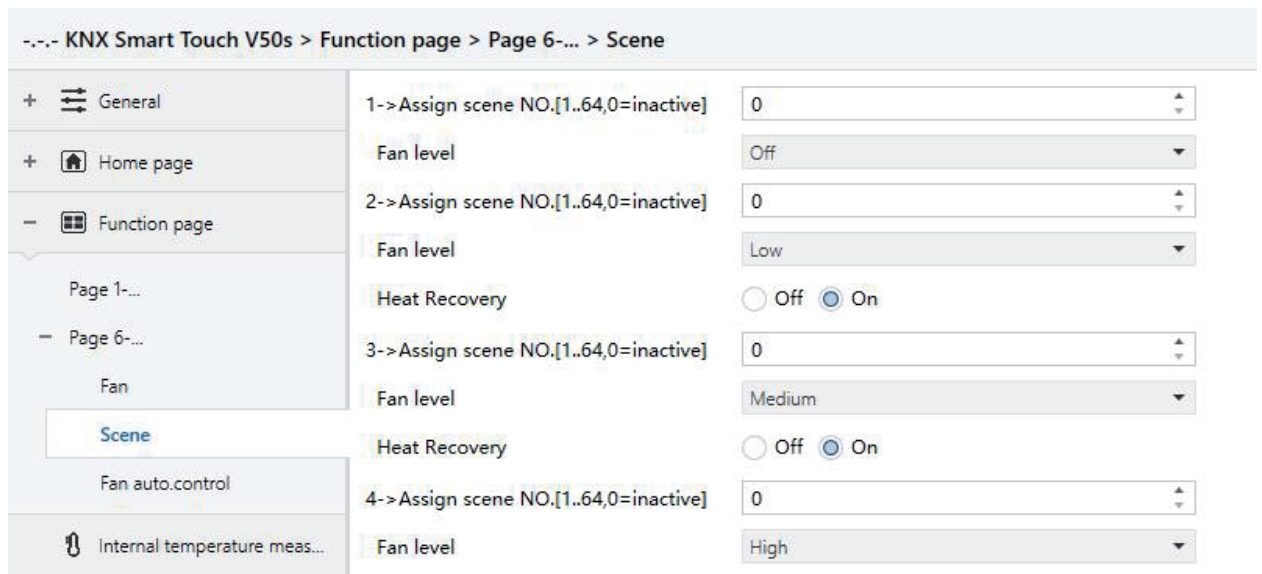 -.-.- KNX Smart Touch V50s > Function page > Page 6-... > Scene
+ General
+ Home page
− Function page
Page 1-...
− Page 6-...
Fan
Scene
Fan auto.control
Internal temperature meas...
1->Assign scene NO.[1..64,0=inactive] 0
Fan level Off
2->Assign scene NO.[1..64,0=inactive] 0
Fan level Low
Heat Recovery Off On
3->Assign scene NO.[1..64,0=inactive] 0
Fan level Medium
Heat Recovery Off On
4->Assign scene NO.[1..64,0=inactive] 0
Fan level High